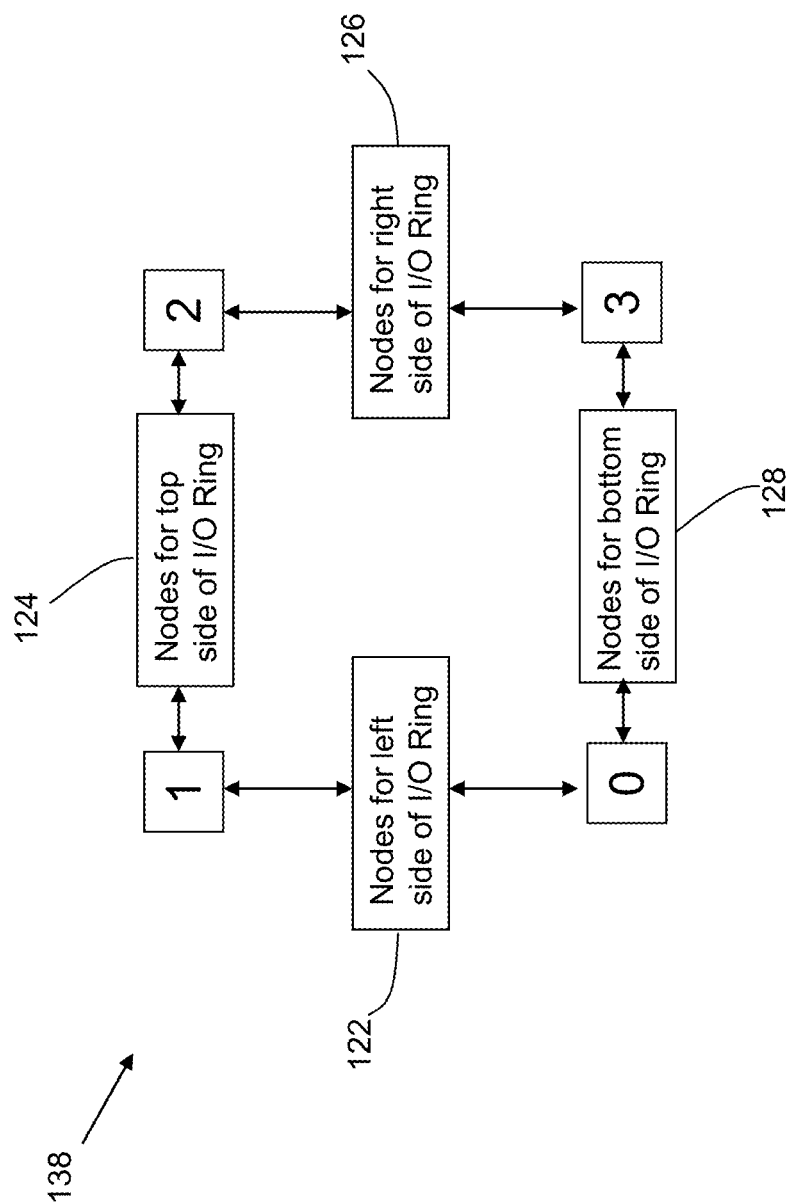 138
124
1
Nodes for top
side of I/O Ring
2
122
Nodes for left
side of I/O Ring
Nodes for right
side of I/O Ring
126
0
Nodes for bottom
side of I/O Ring
3
128